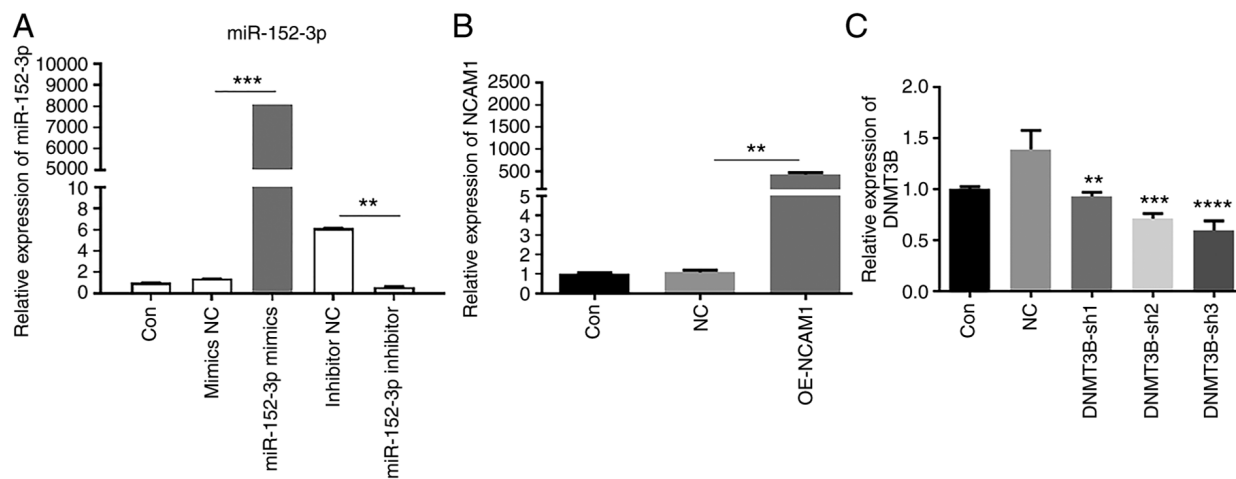 A
miR-152-3p
Relative expression of miR-152-3p
10000
9000
8000
7000
6000
5000
10
8
6
4
2
0
***
**
Con
Mimics NC
miR-152-3p mimics
Inhibitor NC
miR-152-3p inhibitor
B
Relative expression of NCAM1
2500
2000
1500
1000
500
5
4
3
2
1
0
**
Con
NC
OE-NCAM1
C
Relative expression of
DNMT3B
2.0
1.5
1.0
0.5
0.0
**
***
****
Con
NC
DNMT3B-sh1
DNMT3B-sh2
DNMT3B-sh3